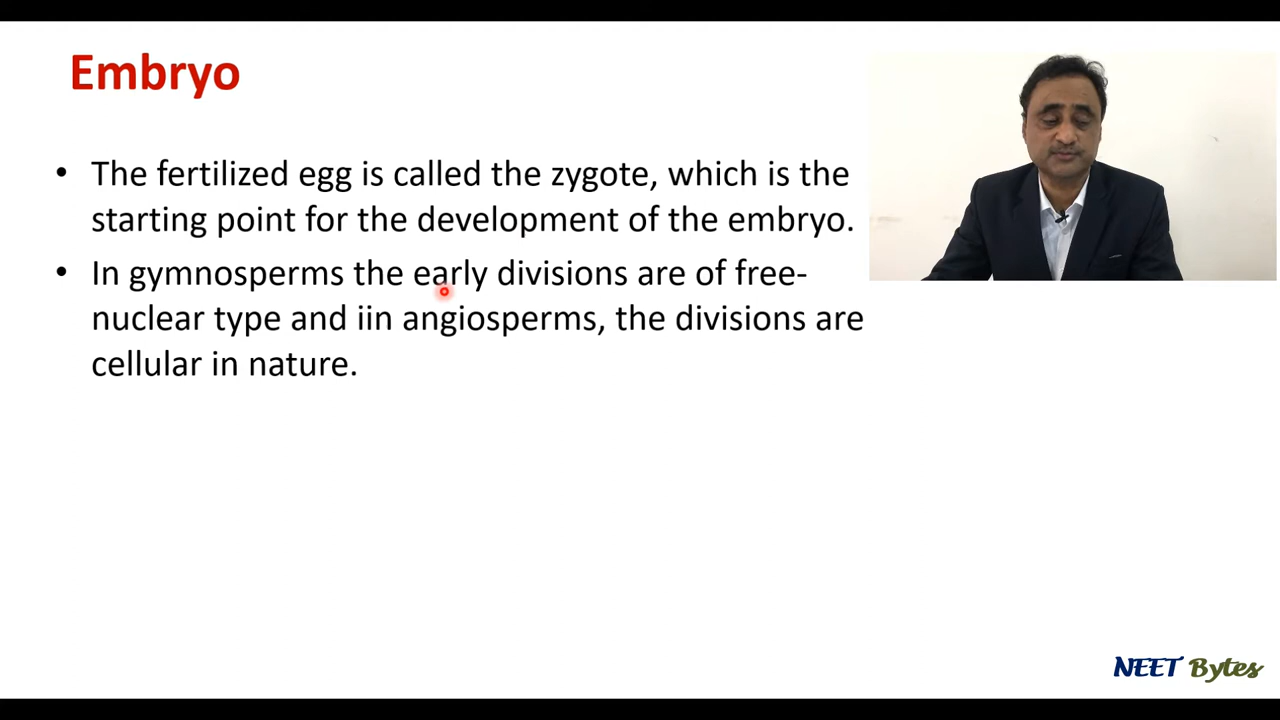 Embryo
• The fertilized egg is called the zygote, which is the
starting point for the development of the embryo.
• In gymnosperms the early divisions are of free-
nuclear type and iin angiosperms, the divisions are
cellular in nature.
NEET Bytes